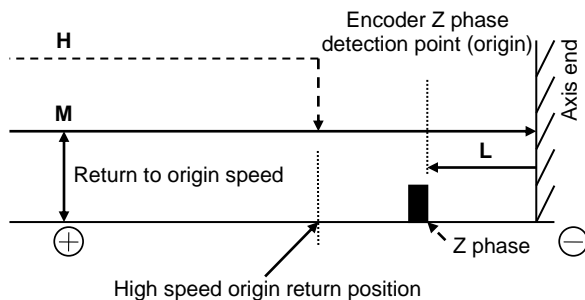 H
Encoder Z phase
detection point (origin)
Axis end
M
L
Return to origin speed
+
−
Z phase
High speed origin return position